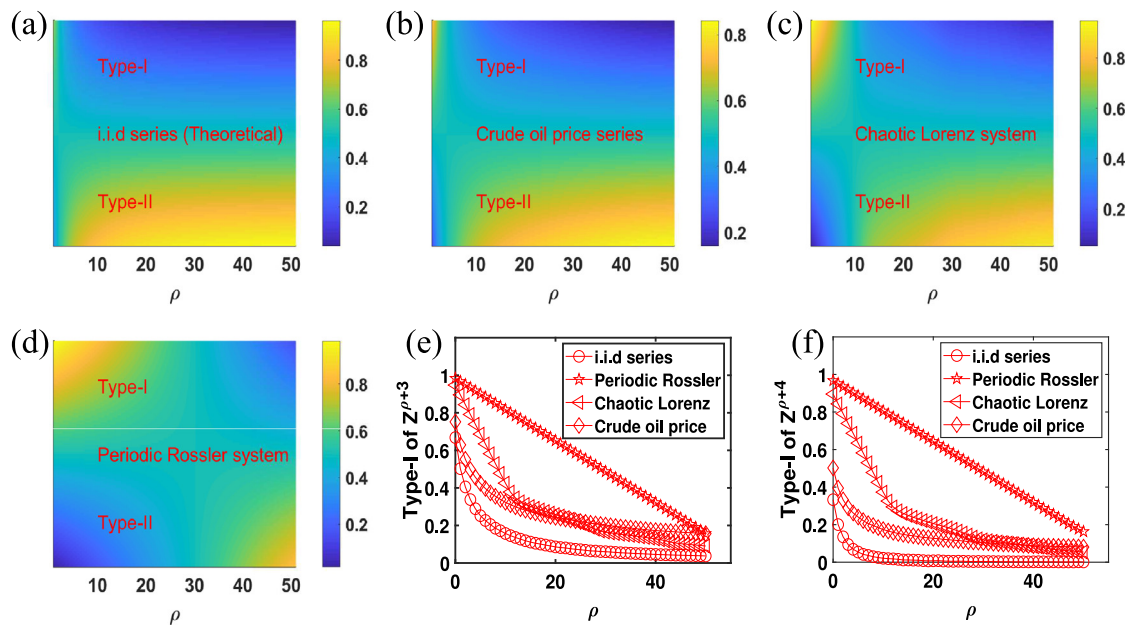 (a)
Type-I
i.i.d series (Theoretical)
Type-II
0.8
0.6
0.4
0.2
10 20 30 40 50
ρ
(b)
Type-I
Crude oil price series
Type-II
0.8
0.6
0.4
0.2
10 20 30 40 50
ρ
(c)
Type-I
Chaotic Lorenz system
Type-II
0.8
0.6
0.4
0.2
10 20 30 40 50
ρ
(d)
Type-I
Periodic Rossler system
Type-II
0.8
0.6
0.4
0.2
10 20 30 40 50
ρ
(e)
Type-I of Z^{ρ+3}
1
0.8
0.6
0.4
0.2
0
0 20 40
ρ
i.i.d series
Periodic Rossler
Chaotic Lorenz
Crude oil price
(f)
Type-I of Z^{ρ+4}
1
0.8
0.6
0.4
0.2
0
0 20 40
ρ
i.i.d series
Periodic Rossler
Chaotic Lorenz
Crude oil price